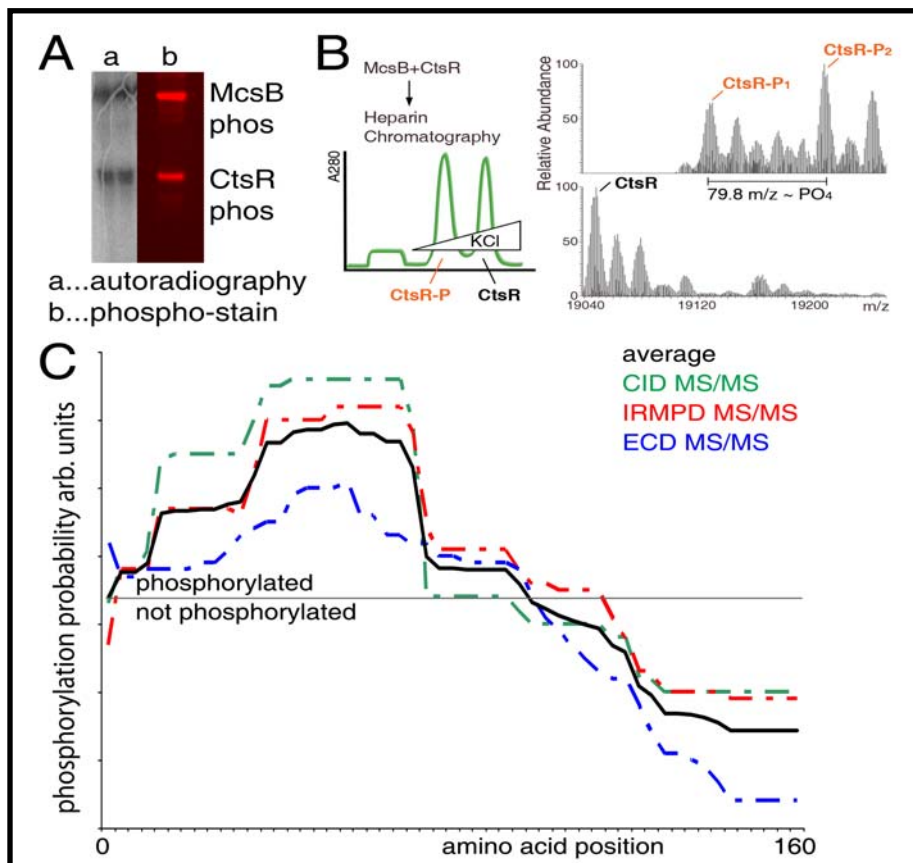 A
a b
McsB
phos
CtsR
phos
a...autoradiography
b...phospho-stain
B
McsB+CtsR
Heparin
Chromatography
A280
KCl
CtsR-P
CtsR
Relative Abundance
100
50
0
CtsR-P1
CtsR-P2
79.8 m/z ~ PO4
100
50
0
CtsR
19040 19120 19200 m/z
C
average
CID MS/MS
IRMPD MS/MS
ECD MS/MS
phosphorylation probability arb. units
phosphorylated
not phosphorylated
0 amino acid position 160